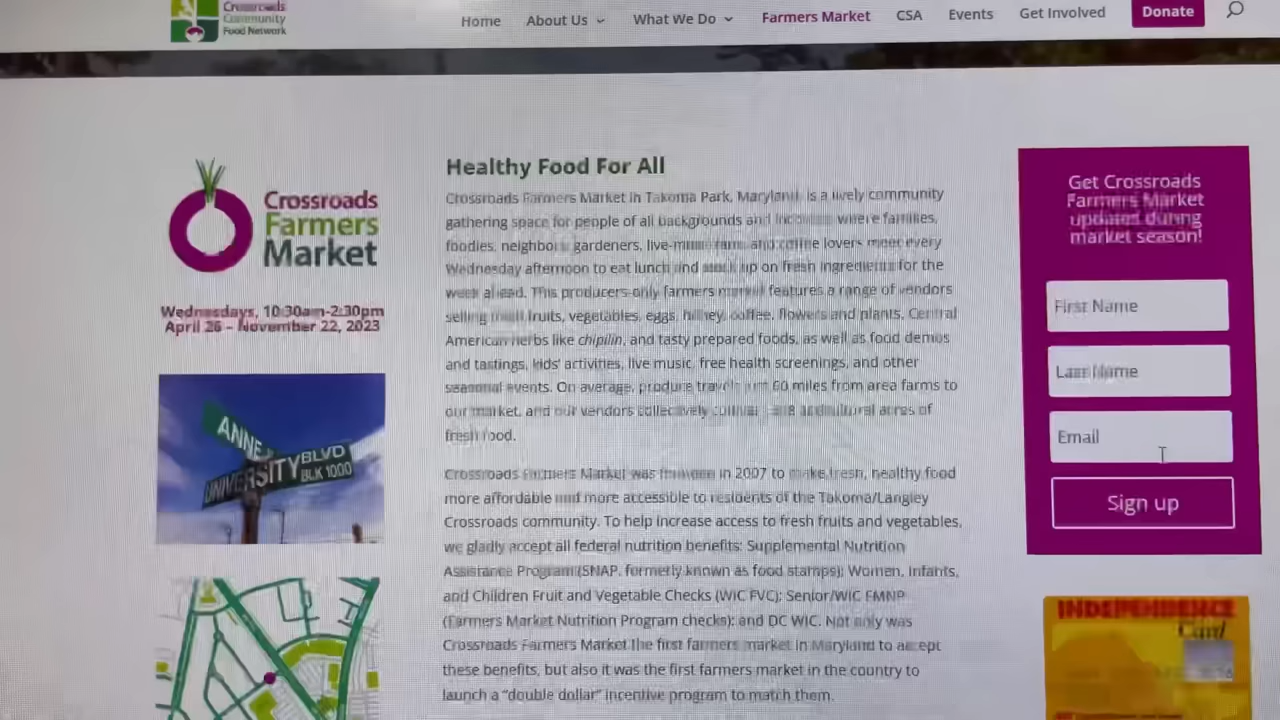 Crossroads
Community
Food Network
Home About Us What We Do Farmers Market CSA Events Get Involved Donate
Crossroads
Farmers
Market
Wednesdays, 10:30am-2:30pm
April 26 – November 22, 2023
ANNE
UNIVERSITY BLVD
BLK 1000
Healthy Food For All
Crossroads Farmers Market in Takoma Park, Maryland, is a lively community
gathering space for people of all backgrounds and incomes where families,
foodies, neighbors, gardeners, live-music fans, and coffee lovers meet every
Wednesday afternoon to eat lunch and stock up on fresh ingredients for the
week ahead. This producers-only farmers market features a range of vendors
selling fruits, vegetables, eggs, honey, coffee, flowers and plants, Central
American herbs like chipilin, and tasty prepared foods, as well as food demos
and tastings, kids' activities, live music, free health screenings, and other
seasonal events. On average, produce travels just 60 miles from area farms to
our market, and our vendors collectively acres of
fresh food.
Crossroads Farmers Market was in 2007 to make fresh, healthy food
more affordable and more accessible to residents of the Takoma/Langley
Crossroads community. To help increase access to fresh fruits and vegetables,
we gladly accept all federal nutrition benefits: Supplemental Nutrition
Assistance Program (SNAP, formerly known as food stamps); Women, Infants,
and Children Fruit and Vegetable Checks (WIC FVC); Senior/WIC FMNP
(Farmers Market Nutrition Program checks); and DC WIC. Not only was
Crossroads Farmers Market the first farmers market in Maryland to accept
these benefits, but also it was the first farmers market in the country to
launch a "double dollar" incentive program to match them.
Get Crossroads
Farmers Market
updates during
market season!
First Name
Last Name
Email
Sign up
INDEPENDENCE
Card